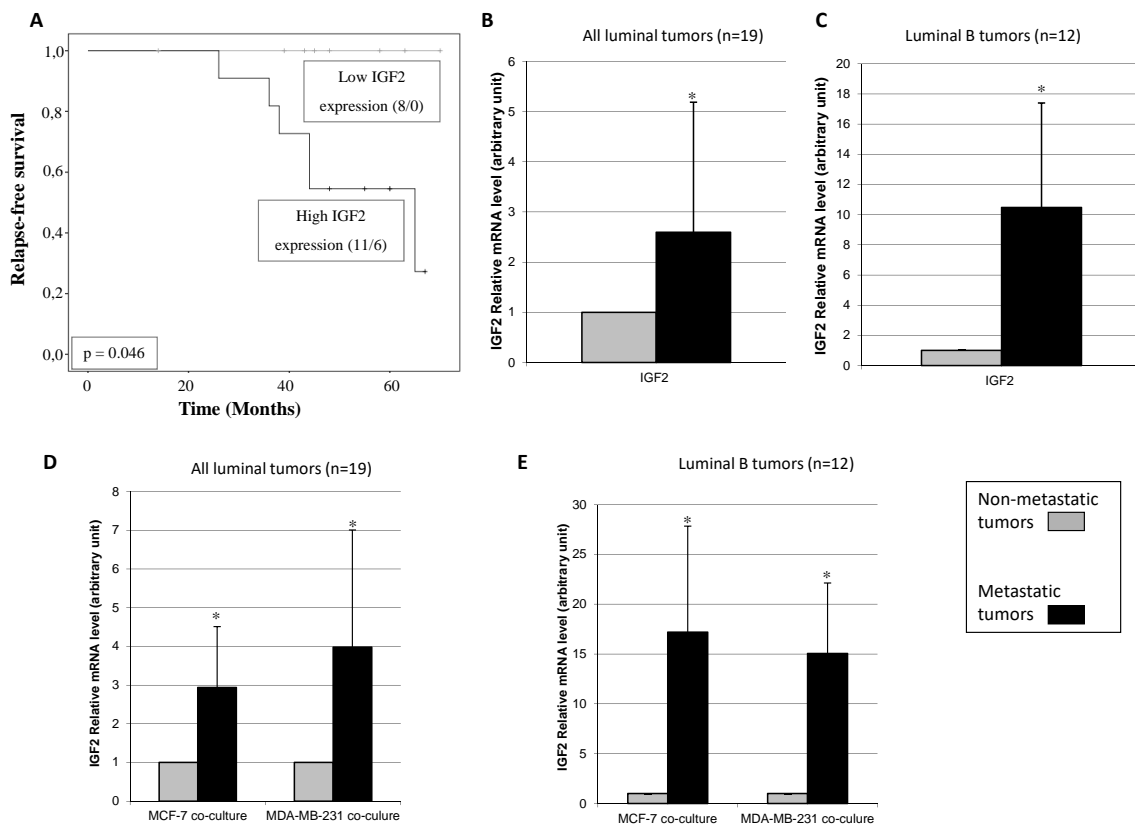 A
Relapse-free survival
1,0
0,8
0,6
0,4
0,2
0,0
Low IGF2
expression (8/0)
High IGF2
expression (11/6)
p = 0.046
0
20
40
60
Time (Months)
B
All luminal tumors (n=19)
IGF2 Relative mRNA level (arbitrary unit)
6
5
4
3
2
1
0
*
IGF2
C
Luminal B tumors (n=12)
IGF2 Relative mRNA level (arbitrary unit)
20
18
16
14
12
10
8
6
4
2
0
*
IGF2
D
All luminal tumors (n=19)
IGF2 Relative mRNA level (arbitrary unit)
8
7
6
5
4
3
2
1
0
*
*
MCF-7 co-culture
MDA-MB-231 co-culure
E
Luminal B tumors (n=12)
IGF2 Relative mRNA level (arbitrary unit)
30
25
20
15
10
5
0
*
*
MCF-7 co-culture
MDA-MB-231 co-culure
Non-metastatic
tumors
Metastatic
tumors